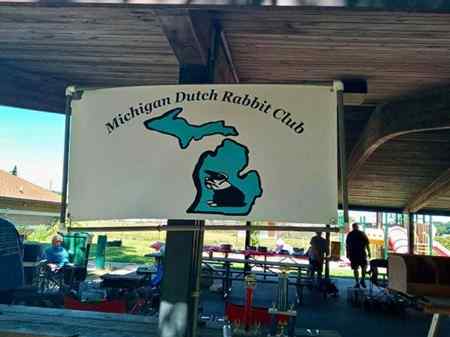 Michigan Dutch Rabbit Club